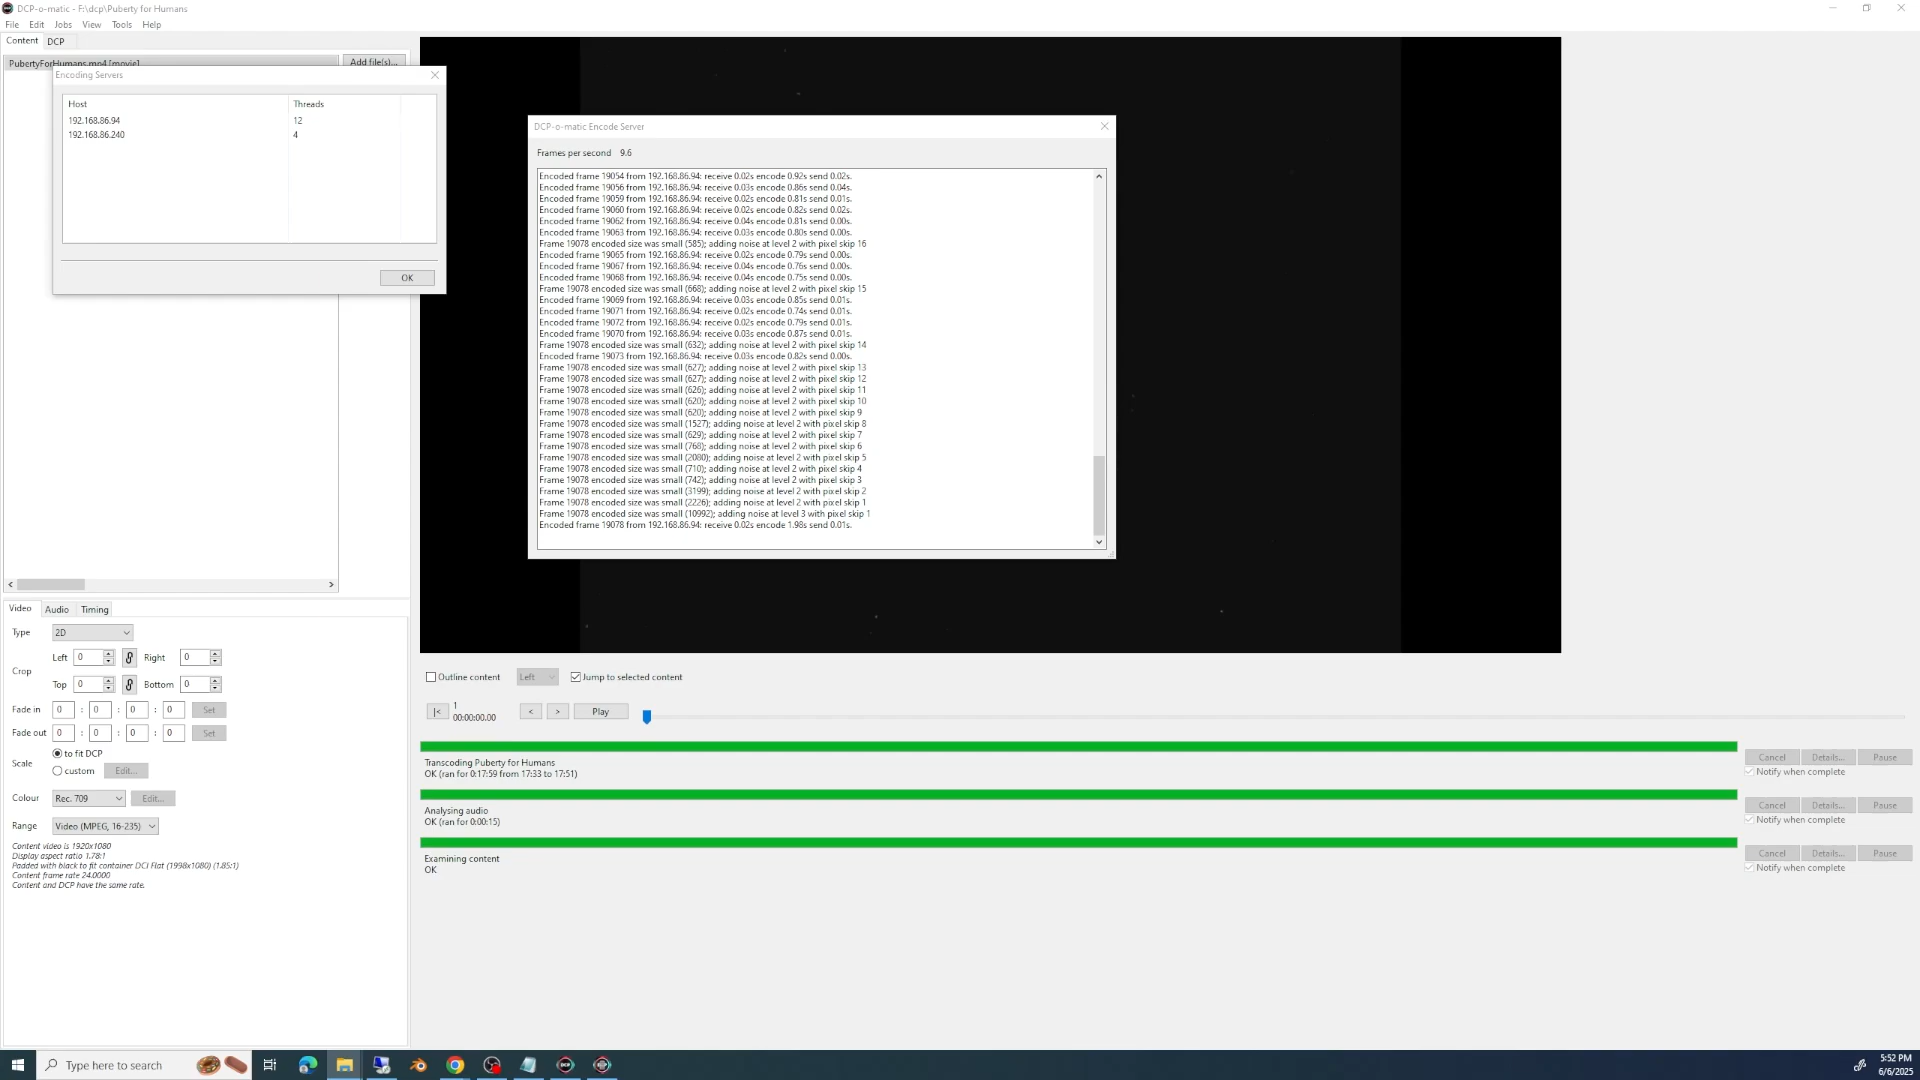 DCP-o-matic - F:\dcp\Puberty for Humans
File Edit Jobs View Tools Help
Content DCP
PubertyForHumans.mp4 [movie]
Add file(s)...
Encoding Servers
Host Threads
192.168.86.94 12
192.168.86.240 4
OK
DCP-o-matic Encode Server
Frames per second 9.6
Encoded frame 19054 from 192.168.86.94: receive 0.02s encode 0.92s send 0.02s.
Encoded frame 19056 from 192.168.86.94: receive 0.03s encode 0.86s send 0.04s.
Encoded frame 19059 from 192.168.86.94: receive 0.02s encode 0.81s send 0.01s.
Encoded frame 19060 from 192.168.86.94: receive 0.02s encode 0.82s send 0.02s.
Encoded frame 19062 from 192.168.86.94: receive 0.04s encode 0.81s send 0.00s.
Encoded frame 19063 from 192.168.86.94: receive 0.03s encode 0.80s send 0.00s.
Frame 19078 encoded size was small (585); adding noise at level 2 with pixel skip 16
Encoded frame 19065 from 192.168.86.94: receive 0.02s encode 0.79s send 0.00s.
Encoded frame 19067 from 192.168.86.94: receive 0.04s encode 0.76s send 0.00s.
Encoded frame 19068 from 192.168.86.94: receive 0.04s encode 0.75s send 0.00s.
Frame 19078 encoded size was small (668); adding noise at level 2 with pixel skip 15
Encoded frame 19069 from 192.168.86.94: receive 0.03s encode 0.85s send 0.01s.
Encoded frame 19071 from 192.168.86.94: receive 0.02s encode 0.74s send 0.01s.
Encoded frame 19072 from 192.168.86.94: receive 0.02s encode 0.79s send 0.01s.
Encoded frame 19070 from 192.168.86.94: receive 0.03s encode 0.87s send 0.01s.
Frame 19078 encoded size was small (632); adding noise at level 2 with pixel skip 14
Encoded frame 19073 from 192.168.86.94: receive 0.03s encode 0.82s send 0.00s.
Frame 19078 encoded size was small (627); adding noise at level 2 with pixel skip 13
Frame 19078 encoded size was small (627); adding noise at level 2 with pixel skip 12
Frame 19078 encoded size was small (626); adding noise at level 2 with pixel skip 11
Frame 19078 encoded size was small (620); adding noise at level 2 with pixel skip 10
Frame 19078 encoded size was small (620); adding noise at level 2 with pixel skip 9
Frame 19078 encoded size was small (1527); adding noise at level 2 with pixel skip 8
Frame 19078 encoded size was small (629); adding noise at level 2 with pixel skip 7
Frame 19078 encoded size was small (768); adding noise at level 2 with pixel skip 6
Frame 19078 encoded size was small (2080); adding noise at level 2 with pixel skip 5
Frame 19078 encoded size was small (710); adding noise at level 2 with pixel skip 4
Frame 19078 encoded size was small (742); adding noise at level 2 with pixel skip 3
Frame 19078 encoded size was small (3199); adding noise at level 2 with pixel skip 2
Frame 19078 encoded size was small (2226); adding noise at level 2 with pixel skip 1
Frame 19078 encoded size was small (10992); adding noise at level 3 with pixel skip 1
Encoded frame 19078 from 192.168.86.94: receive 0.02s encode 1.98s send 0.01s.
Video Audio Timing
Type 2D
Crop Left 0 Right 0
Top 0 Bottom 0
Fade in 0 : 0 : 0 : 0 Set
Fade out 0 : 0 : 0 : 0 Set
Scale to fit DCP
custom Edit...
Colour Rec. 709 Edit...
Range Video (MPEG, 16-235)
Content video is 1920x1080
Display aspect ratio 1.78:1
Padded with black to fit container DCI Flat (1998x1080) (1.85:1)
Content frame rate 24.0000
Content and DCP have the same rate.
Outline content Left Jump to selected content
|< 1 00:00:00.00 < > Play
Transcoding Puberty for Humans
OK (ran for 0:17:59 from 17:33 to 17:51)
Cancel Details... Pause
Notify when complete
Analysing audio
OK (ran for 0:00:15)
Cancel Details... Pause
Notify when complete
Examining content
OK
Cancel Details... Pause
Notify when complete
Type here to search
5:52 PM
6/6/2025